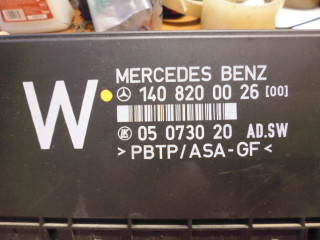 MERCEDES BENZ
W 140 820 00 26 [00]
05 0730 20 AD.SW
>PBTP/ASA-GF<